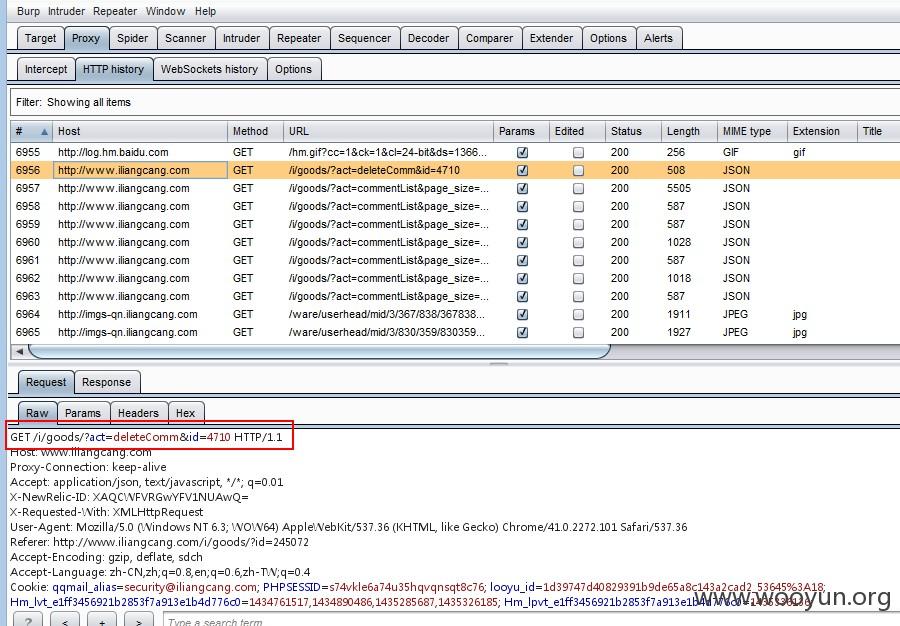 Burp Intruder Repeater Window Help
Target Proxy Spider Scanner Intruder Repeater Sequencer Decoder Comparer Extender Options Alerts
Intercept HTTP history WebSockets history Options
Filter: Showing all items
# Host Method URL Params Edited Status Length MIME type Extension Title
6955 http://log.hm.baidu.com GET /hm.gif?cc=1&ck=1&cl=24-bit&ds=1366... 200 256 GIF gif
6956 http://www.iliangcang.com GET /i/goods/?act=deleteComm&id=4710 200 508 JSON
6957 http://www.iliangcang.com GET /i/goods/?act=commentList&page_size=... 200 5505 JSON
6958 http://www.iliangcang.com GET /i/goods/?act=commentList&page_size=... 200 587 JSON
6959 http://www.iliangcang.com GET /i/goods/?act=commentList&page_size=... 200 587 JSON
6960 http://www.iliangcang.com GET /i/goods/?act=commentList&page_size=... 200 1028 JSON
6961 http://www.iliangcang.com GET /i/goods/?act=commentList&page_size=... 200 587 JSON
6962 http://www.iliangcang.com GET /i/goods/?act=commentList&page_size=... 200 1018 JSON
6963 http://www.iliangcang.com GET /i/goods/?act=commentList&page_size=... 200 587 JSON
6964 http://imgs-qn.iliangcang.com GET /ware/userhead/mid/3/367/838/367838... 200 1911 JPEG jpg
6965 http://imgs-qn.iliangcang.com GET /ware/userhead/mid/3/830/359/830359... 200 1927 JPEG jpg
Request Response
Raw Params Headers Hex
GET /i/goods/?act=deleteComm&id=4710 HTTP/1.1
Host: www.iliangcang.com
Proxy-Connection: keep-alive
Accept: application/json, text/javascript, */*; q=0.01
X-NewRelic-ID: XAQCWFVRGwYFV1NUAwQ=
X-Requested-With: XMLHttpRequest
User-Agent: Mozilla/5.0 (Windows NT 6.3; WOW64) AppleWebKit/537.36 (KHTML, like Gecko) Chrome/41.0.2272.101 Safari/537.36
Referer: http://www.iliangcang.com/i/goods/?id=245072
Accept-Encoding: gzip, deflate, sdch
Accept-Language: zh-CN,zh;q=0.8,en;q=0.6,zh-TW;q=0.4
Cookie: qqmail_alias=security@iliangcang.com; PHPSESSID=s74vkle6a74u35hqvqnsqt8c76; looyu_id=1d39747d40829391b9de65a8c143a2cad2_53645%3A18;
Hm_lvt_e1ff3456921b2853f7a913e1b4d776c0=1434761517,1434890486,1435285687,1435326185; Hm_lpvt_e1ff3456921b2853f7a913e1b4d776c0=
www.wooyun.org
? < + > Type a search term